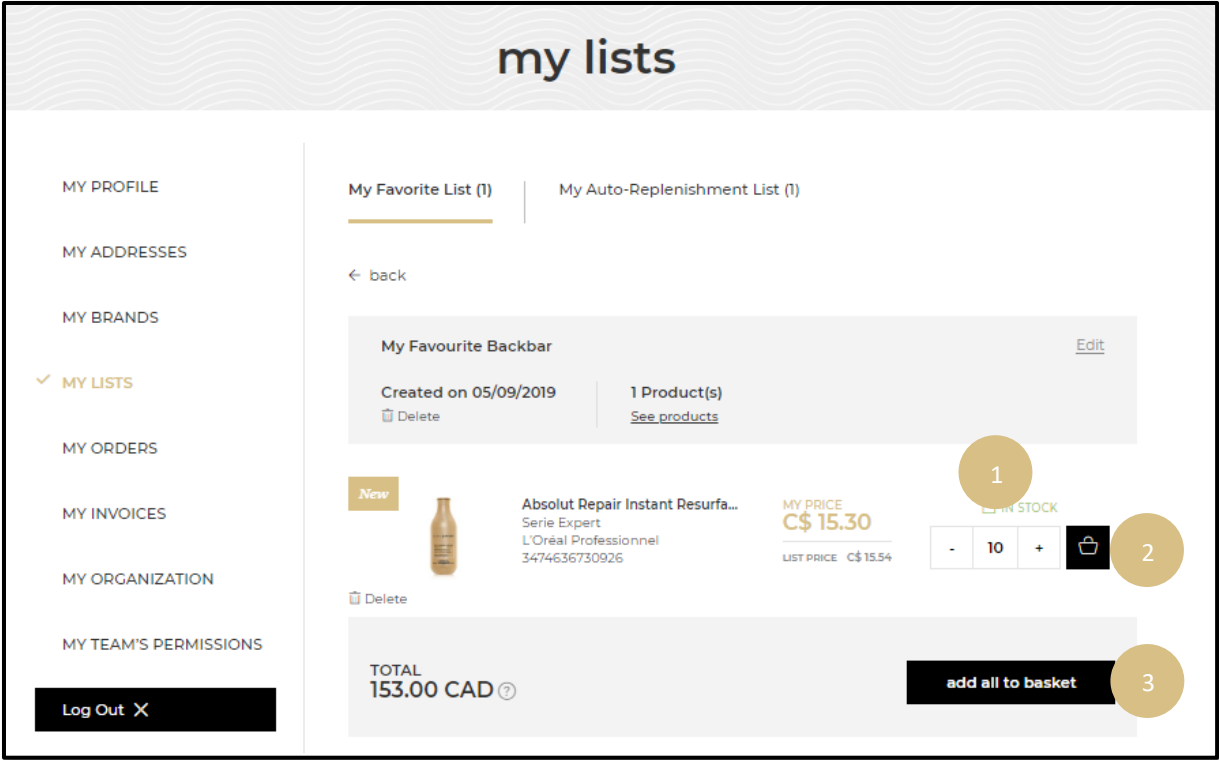 my lists
MY PROFILE
MY ADDRESSES
MY BRANDS
MY LISTS
MY ORDERS
MY INVOICES
MY ORGANIZATION
MY TEAM'S PERMISSIONS
Log Out X
My Favorite List (1)
My Auto-Replenishment List (1)
← back
My Favourite Backbar
Edit
Created on 05/09/2019
Delete
1 Product(s)
See products
New
Absolut Repair Instant Resurfa...
Serie Expert
L'Oréal Professionnel
3474636730926
MY PRICE
C$ 15.30
LIST PRICE C$ 15.54
1
IN STOCK
- 10 +
2
Delete
TOTAL
153.00 CAD ?
add all to basket
3